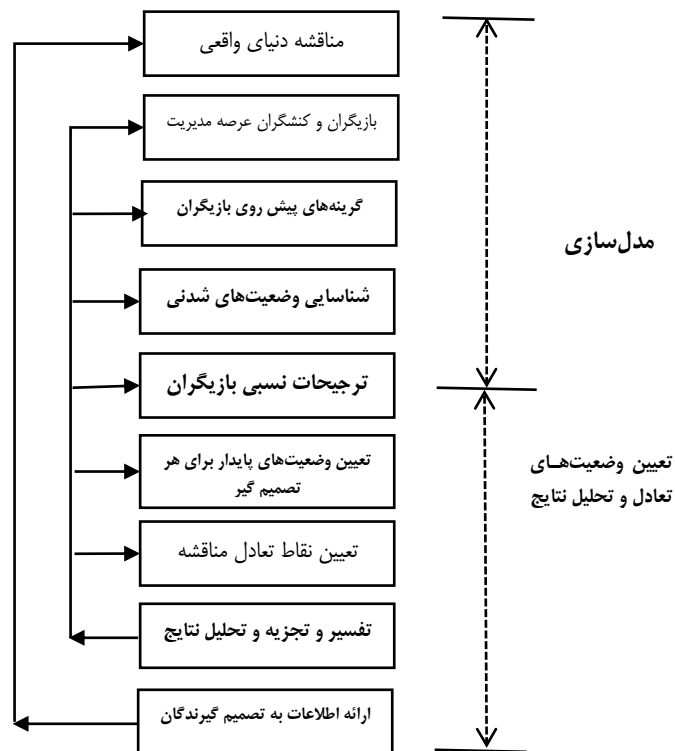 مناقشه دنیای واقعی
بازیگران و کنشگران عرصه مدیریت
گرینه‌های پیش روی بازیگران
شناسایی وضعیت‌های شدنی
ترجیحات نسبی بازیگران
تعیین وضعیت‌های پایدار برای هر
تصمیم گیر
تعیین نقاط تعادل مناقشه
تفسیر و تجزیه و تحلیل نتایج
ارائه اطلاعات به تصمیم گیرندگان
مدل‌سازی
تعیین وضعیت‌هـای
تعادل و تحلیل نتایج